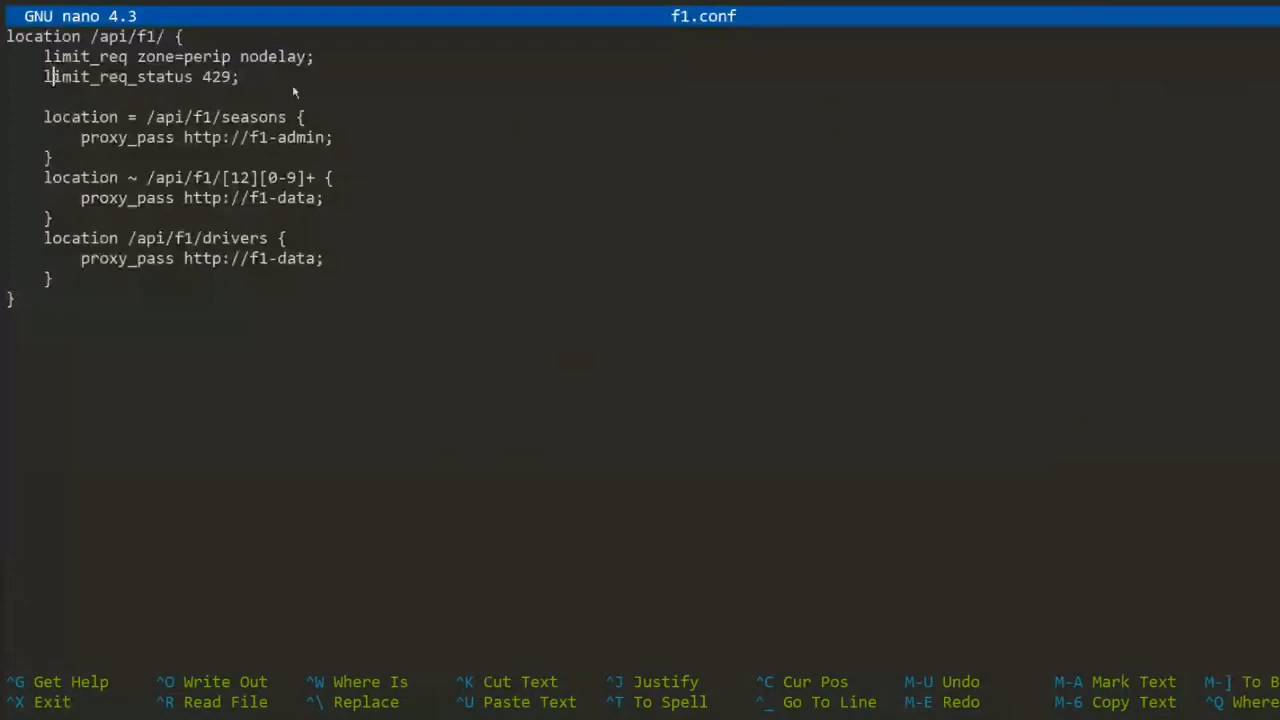 GNU nano 4.3 f1.conf
location /api/f1/ {
    limit_req zone=perip nodelay;
    limit_req_status 429;

    location = /api/f1/seasons {
        proxy_pass http://f1-admin;
    }
    location ~ /api/f1/[12][0-9]+ {
        proxy_pass http://f1-data;
    }
    location /api/f1/drivers {
        proxy_pass http://f1-data;
    }
}
^G Get Help ^O Write Out ^W Where Is ^K Cut Text ^J Justify ^C Cur Pos M-U Undo M-A Mark Text M-] To B
^X Exit ^R Read File ^\ Replace ^U Paste Text ^T To Spell ^_ Go To Line M-E Redo M-6 Copy Text ^Q Where